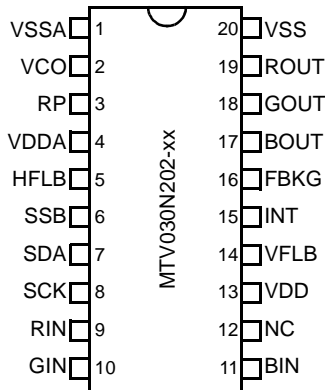 VSSA 1 20 VSS
VCO 2 19 ROUT
RP 3 18 GOUT
VDDA 4 17 BOUT
HFLB 5 16 FBKG
SSB 6 15 INT
SDA 7 14 VFLB
SCK 8 13 VDD
RIN 9 12 NC
GIN 10 11 BIN
MTV030N202-xx